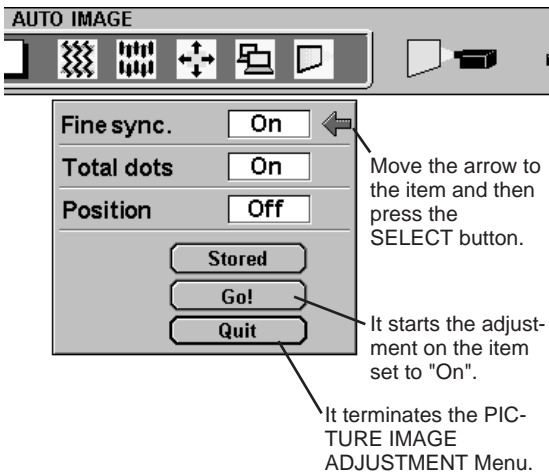 AUTO IMAGE
Fine sync. On
Total dots On
Position Off
Stored
Go!
Quit
Move the arrow to
the item and then
press the
SELECT button.
It starts the adjust-
ment on the item
set to "On".
It terminates the PIC-
TURE IMAGE
ADJUSTMENT Menu.